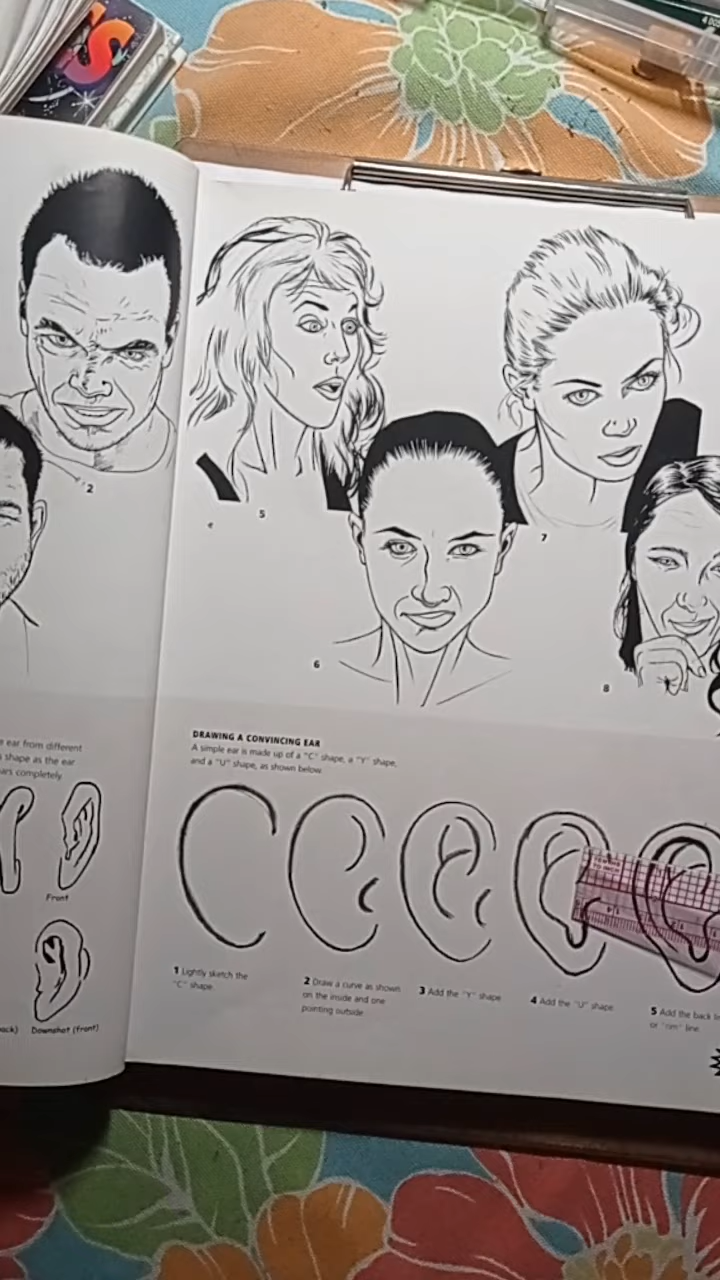 S
2
5
6
7
8
e ear from different
shape as the ear
ars completely.
Front
ack)
Downshot (front)
DRAWING A CONVINCING EAR
A simple ear is made up of a "C" shape, a "Y" shape,
and a "U" shape, as shown below.
1 Lightly sketch the
"C" shape.
2 Draw a curve as shown
on the inside and one
pointing outside.
3 Add the "Y" shape.
4 Add the "U" shape.
5 Add the back
or "rim" line.